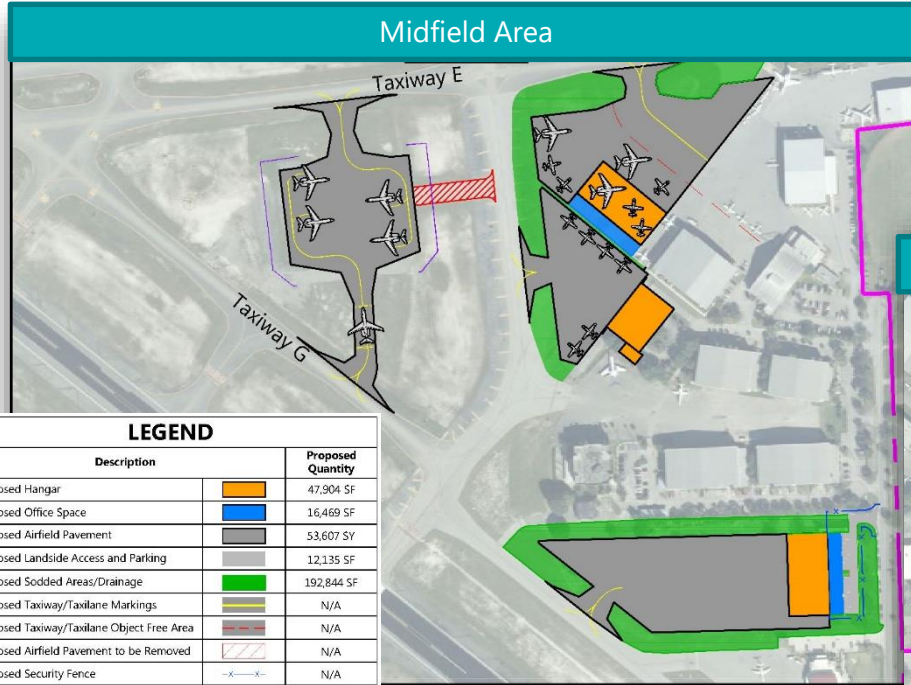 Midfield Area
Taxiway E
Taxiway G
LEGEND
Description
Proposed
Quantity
osed Hangar
47,904 SF
osed Office Space
16,469 SF
osed Airfield Pavement
53,607 SY
osed Landside Access and Parking
12,135 SF
osed Sodded Areas/Drainage
192,844 SF
osed Taxiway/Taxilane Markings
N/A
osed Taxiway/Taxilane Object Free Area
N/A
osed Airfield Pavement to be Removed
N/A
osed Security Fence
N/A